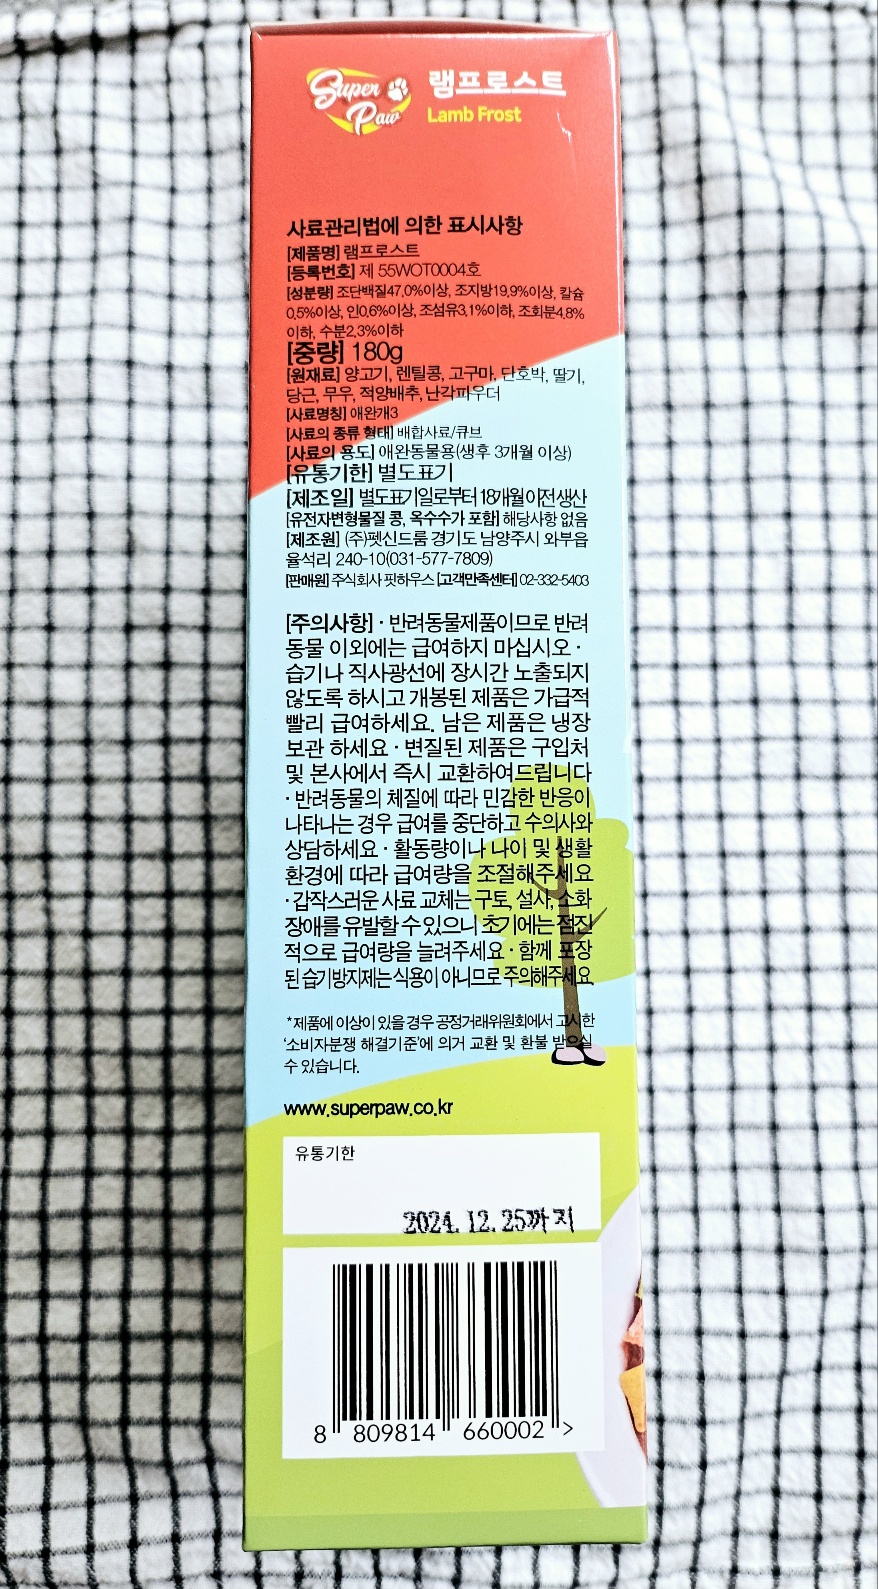 Super Paw
램프로스트
Lamb Frost
사료관리법에 의한 표시사항
[제품명] 램프로스트
[등록번호] 제 55WOT0004호
[성분량] 조단백질47.0%이상, 조지방19.9%이상, 칼슘
0.5%이상, 인0.6%이상, 조섬유3.1%이하, 조회분4.8%
이하, 수분2.3%이하
[중량] 180g
[원재료] 양고기, 렌틸콩, 고구마, 단호박, 딸기,
당근, 무우, 적양배추, 난각파우더
[사료명칭] 애완개3
[사료의 종류 형태] 배합사료/큐브
[사료의 용도] 애완동물용(생후 3개월 이상)
[유통기한] 별도표기
[제조일] 별도표기일로부터 18개월 이전 생산
[유전자변형물질 콩, 옥수수가 포함] 해당사항 없음
[제조원] (주)펫신드룸 경기도 남양주시 와부읍
율석리 240-10(031-577-7809)
[판매원] 주식회사 핏하우스 [고객만족센터] 02-332-5403
[주의사항] · 반려동물제품이므로 반려
동물 이외에는 급여하지 마십시오 ·
습기나 직사광선에 장시간 노출되지
않도록 하시고 개봉된 제품은 가급적
빨리 급여하세요. 남은 제품은 냉장
보관 하세요 · 변질된 제품은 구입처
및 본사에서 즉시 교환하여드립니다
· 반려동물의 체질에 따라 민감한 반응이
나타나는 경우 급여를 중단하고 수의사와
상담하세요 · 활동량이나 나이 및 생활
환경에 따라 급여량을 조절해주세요
· 갑작스러운 사료 교체는 구토, 설사, 소화
장애를 유발할 수 있으니 초기에는 점진
적으로 급여량을 늘려주세요 · 함께 포장
된 습기방지제는 식용이 아니므로 주의해주세요.
*제품에 이상이 있을 경우 공정거래위원회에서 고시한
'소비자분쟁 해결기준'에 의거 교환 및 환불 받으실
수 있습니다.
www.superpaw.co.kr
유통기한
2024. 12. 25까지
8 809814 660002 >